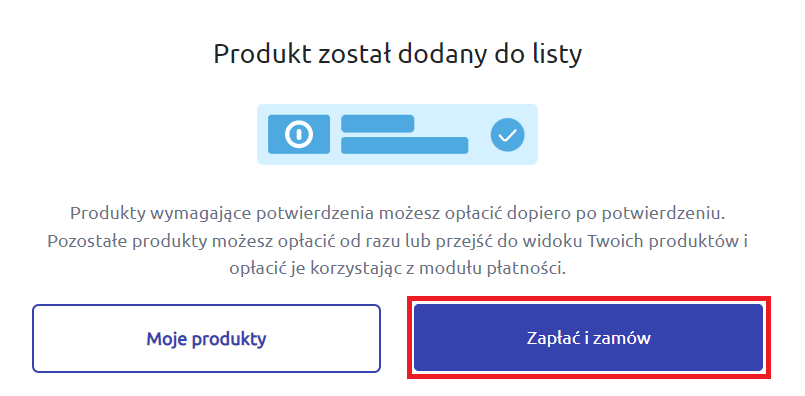 Produkt został dodany do listy
Produkty wymagające potwierdzenia możesz opłacić dopiero po potwierdzeniu.
Pozostałe produkty możesz opłacić od razu lub przejść do widoku Twoich produktów i
opłacić je korzystając z modułu płatności.
Moje produkty
Zapłać i zamów